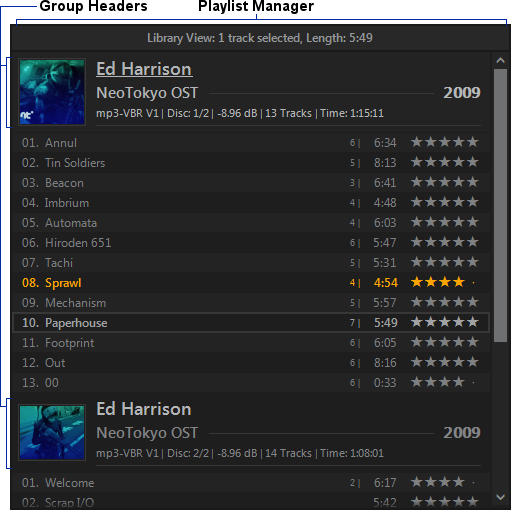 Group Headers Playlist Manager
Library View: 1 track selected, Length: 5:49
Ed Harrison
NeoTokyo OST 2009
mp3-VBR V1 | Disc: 1/2 | -8.96 dB | 13 Tracks | Time: 1:15:11
01. Annul 6 | 6:34 ★★★★★
02. Tin Soldiers 5 | 8:13 ★★★★★
03. Beacon 3 | 6:41 ★★★★★
04. Imbrium 4 | 4:48 ★★★★★
05. Automata 4 | 6:03 ★★★★★
06. Hiroden 651 6 | 5:47 ★★★★★
07. Tachi 5 | 5:31 ★★★★★
08. Sprawl 4 | 4:54 ★★★★ ·
09. Mechanism 5 | 5:57 ★★★★★
10. Paperhouse 7 | 5:49 ★★★★★
11. Footprint 6 | 6:05 ★★★★★
12. Out 6 | 8:16 ★★★★★
13. 00 6 | 0:33 ★★★★ ·
Ed Harrison
NeoTokyo OST 2009
mp3-VBR V1 | Disc: 2/2 | -8.96 dB | 14 Tracks | Time: 1:08:01
01. Welcome 2 | 6:17 ★★★★ ·
02. Scrap I/O 5:42 ★★★★★